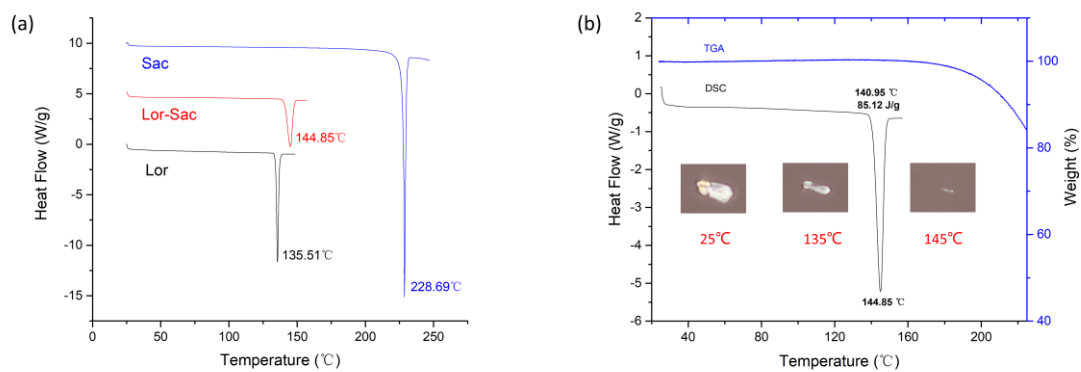 (a)
10
5
0
-5
-10
-15
Heat Flow (W/g)
Sac
Lor-Sac
144.85℃
Lor
135.51℃
228.69℃
0
50
100
150
200
250
Temperature (℃)
(b)
2
1
0
-1
-2
-3
-4
-5
-6
Heat Flow (W/g)
TGA
DSC
140.95 ℃
85.12 J/g
25℃
135℃
145℃
144.85 ℃
40
80
120
160
200
Temperature (℃)
100
80
60
40
Weight (%)